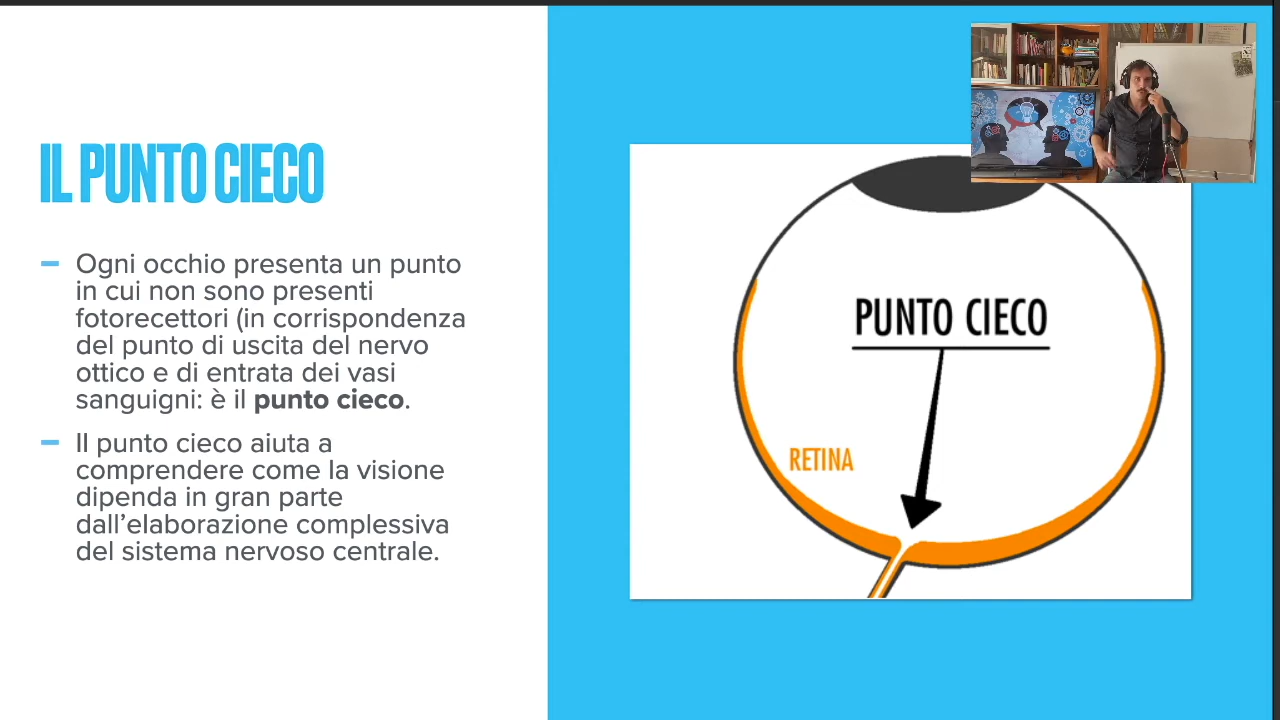 IL PUNTO CIECO
Ogni occhio presenta un punto
in cui non sono presenti
fotorecettori (in corrispondenza
del punto di uscita del nervo
ottico e di entrata dei vasi
sanguigni: è il punto cieco.
Il punto cieco aiuta a
comprendere come la visione
dipenda in gran parte
dall’elaborazione complessiva
del sistema nervoso centrale.
PUNTO CIECO
RETINA